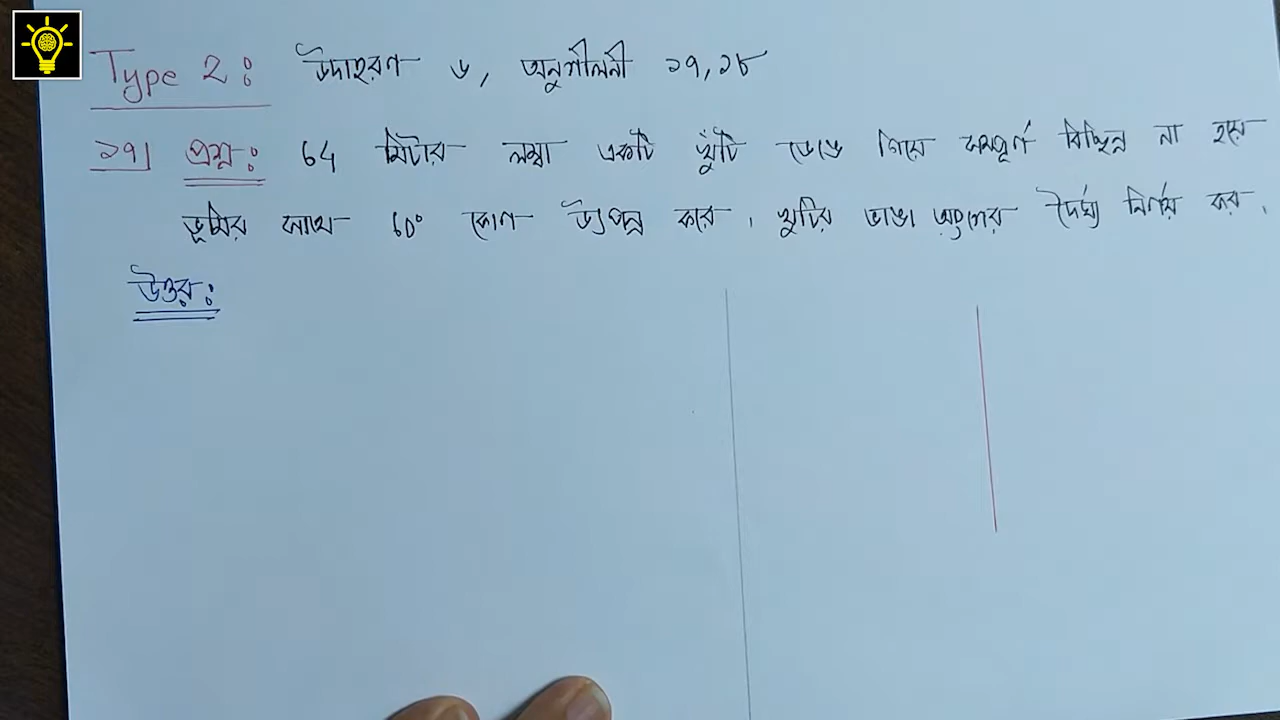 Type 2: উদাহরণ ৬, অনুশীলনী ১৭, ১৮
১৭। প্রশ্ন: 64 মিটার লম্বা একটি খুঁটি ভেঙে গিয়ে সম্পূর্ণ বিচ্ছিন্ন না হয়ে
ভূমির সাথে 60° কোণ উৎপন্ন করে। খুটির ভাঙা অংশের দৈর্ঘ্য নির্ণয় কর।
উত্তর: